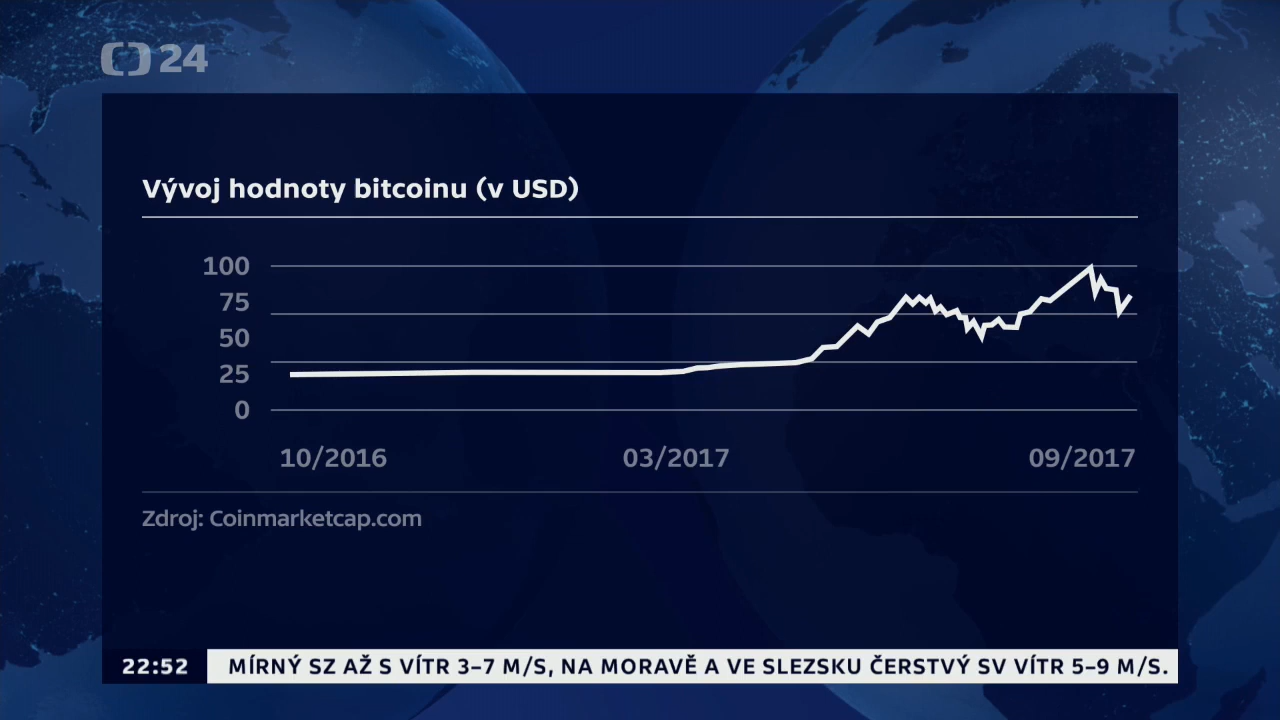 24
Vývoj hodnoty bitcoinu (v USD)
100
75
50
25
0
10/2016 03/2017 09/2017
Zdroj: Coinmarketcap.com
22:52 MÍRNÝ SZ AŽ S VÍTR 3–7 M/S, NA MORAVĚ A VE SLEZSKU ČERSTVÝ SV VÍTR 5–9 M/S.